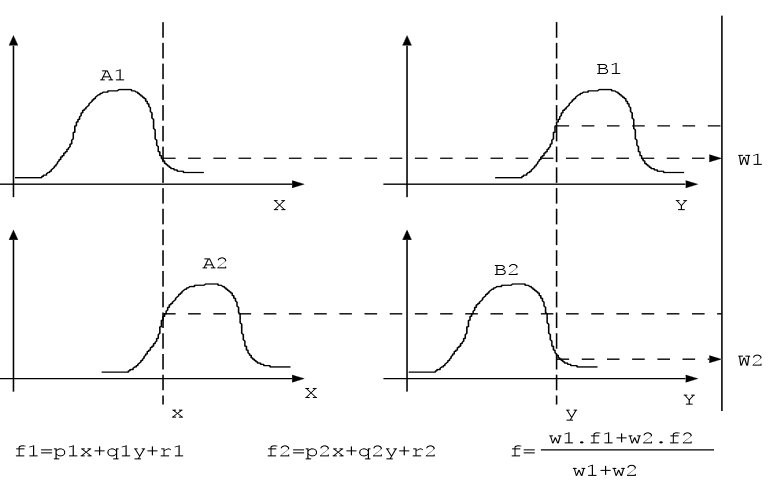 A1
B1
W1
X
Y
A2
B2
W2
X
Y
x
y
f1=p1x+q1y+r1
f2=p2x+q2y+r2
f= w1.f1+w2.f2
w1+w2